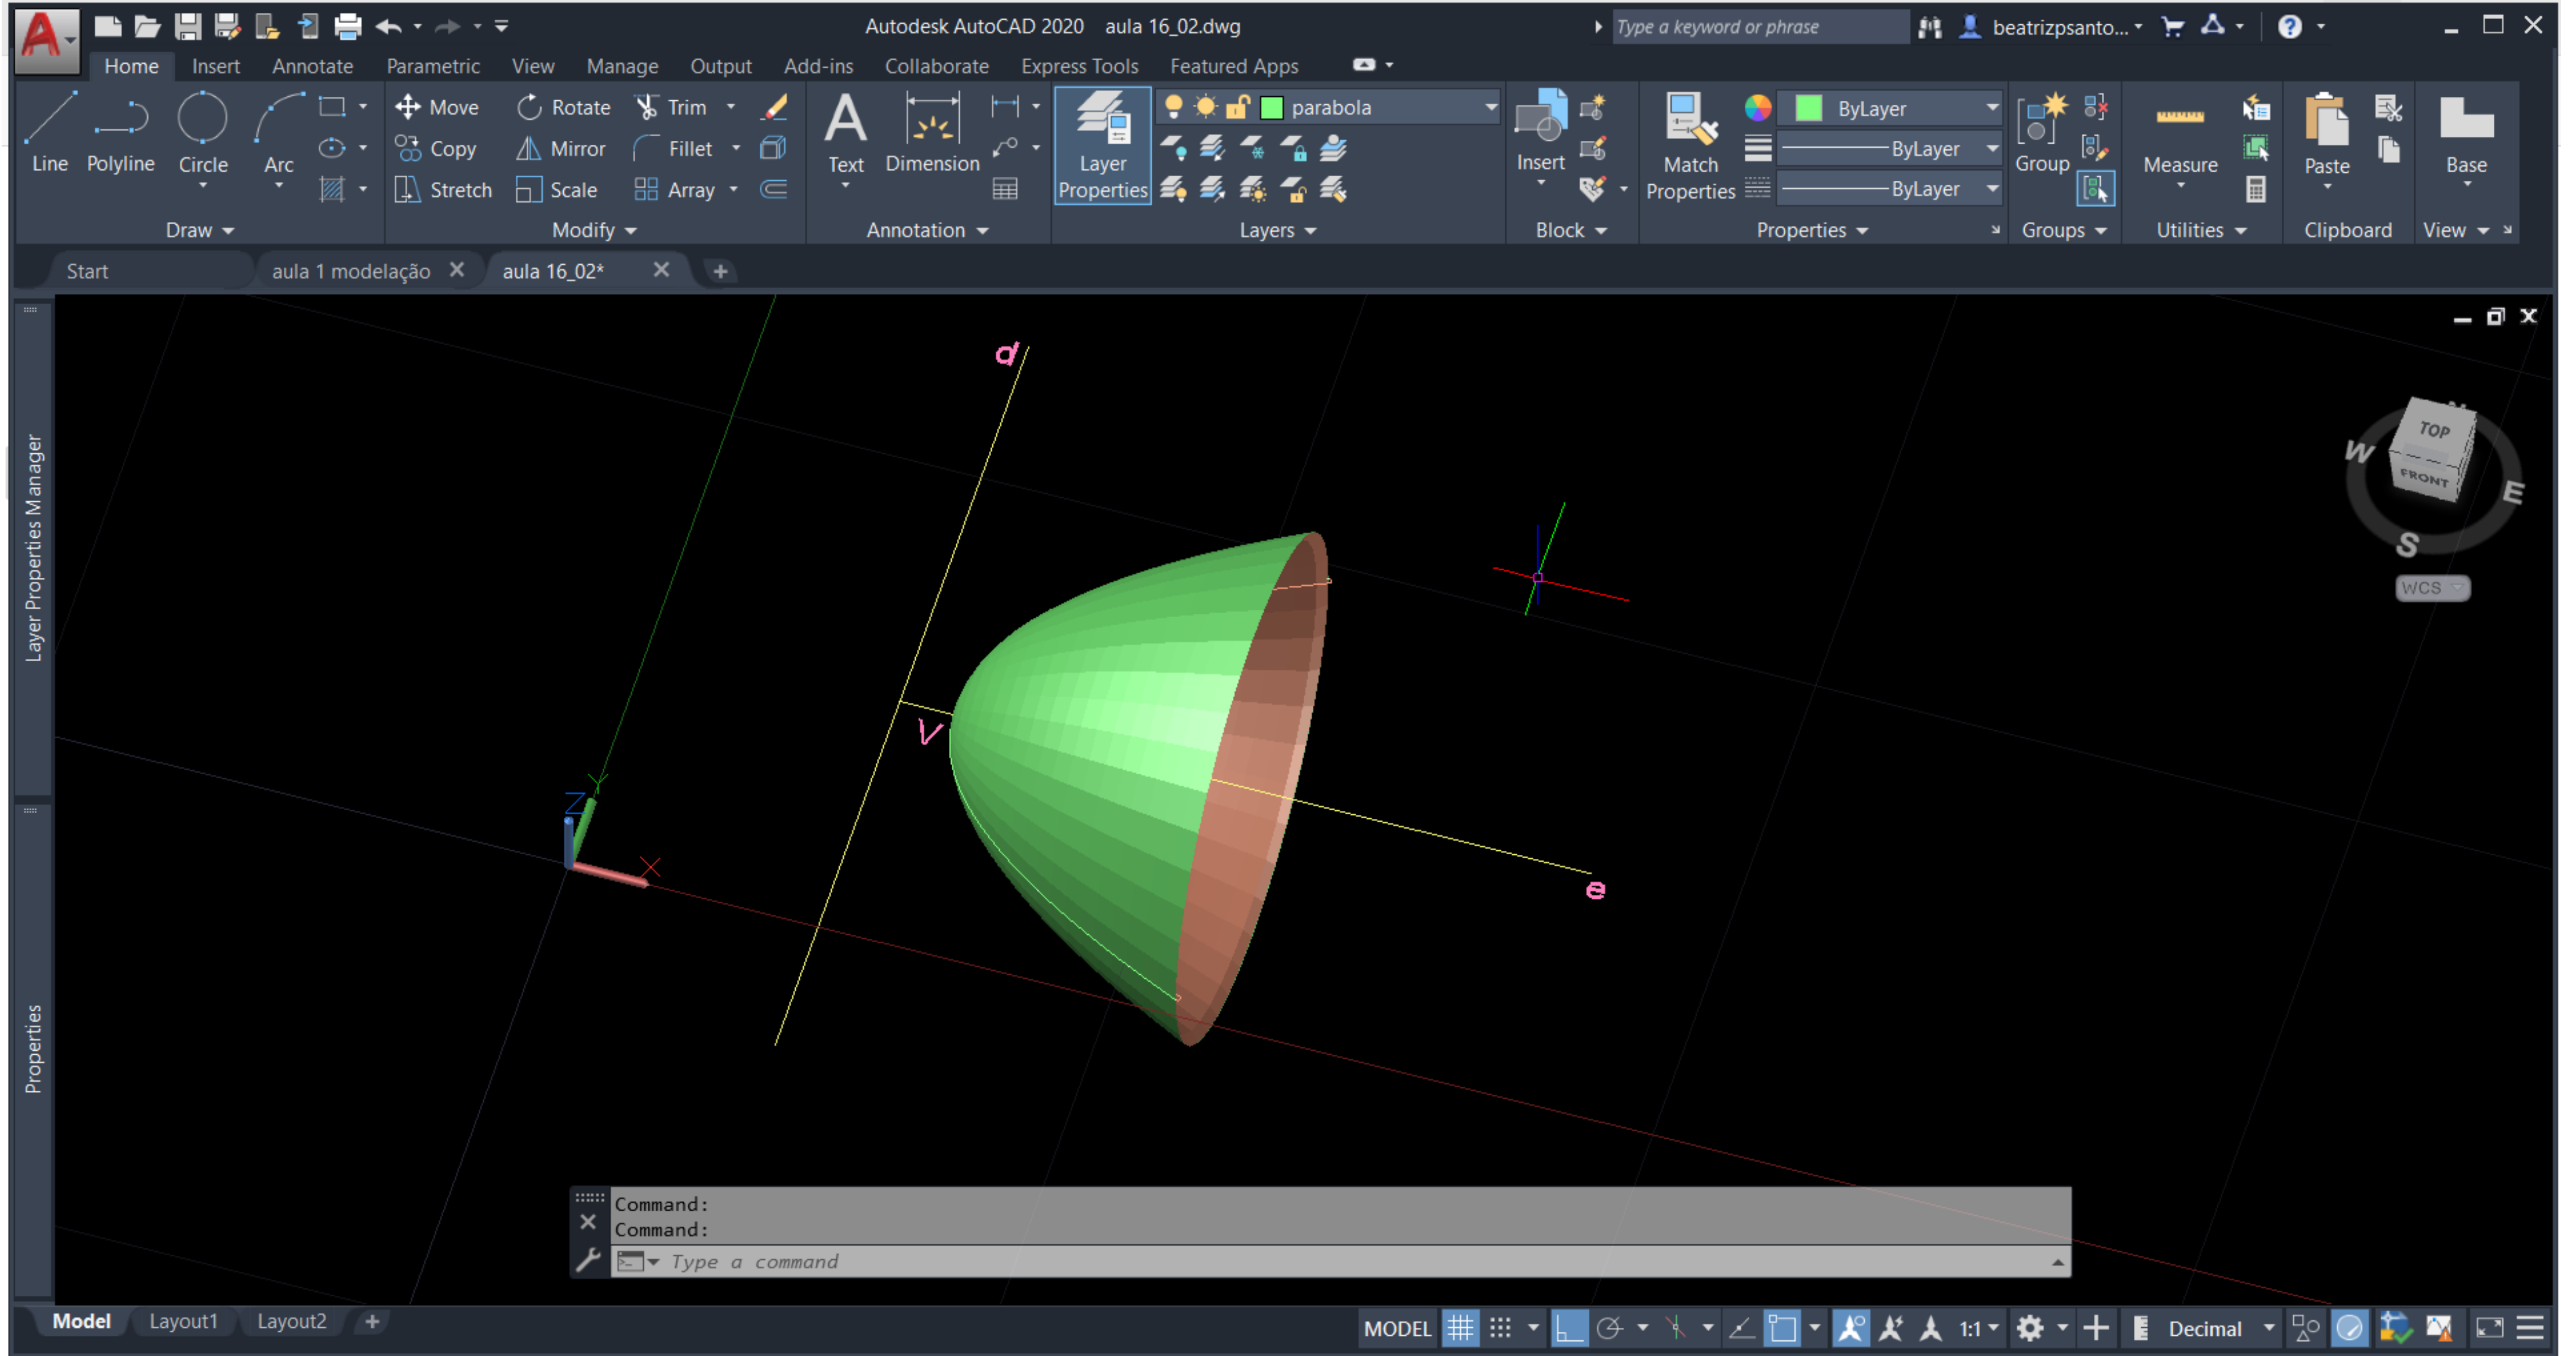 Autodesk AutoCAD 2020 aula 16_02.dwg
Type a keyword or phrase
beatrizpsanto...
Home Insert Annotate Parametric View Manage Output Add-ins Collaborate Express Tools Featured Apps
Line Polyline Circle Arc
Move Rotate Trim
Copy Mirror Fillet
Stretch Scale Array
Text Dimension
Layer Properties
parabola
Insert
Match Properties
ByLayer
ByLayer
ByLayer
Group
Measure
Paste
Base
Draw Modify Annotation Layers Block Properties Groups Utilities Clipboard View
Start aula 1 modelação aula 16_02*
Layer Properties Manager
Properties
d
V
e
Z
Y
X
N
TOP
FRONT
W
E
S
WCS
Command:
Command:
Type a command
Model Layout1 Layout2
MODEL 1:1 Decimal